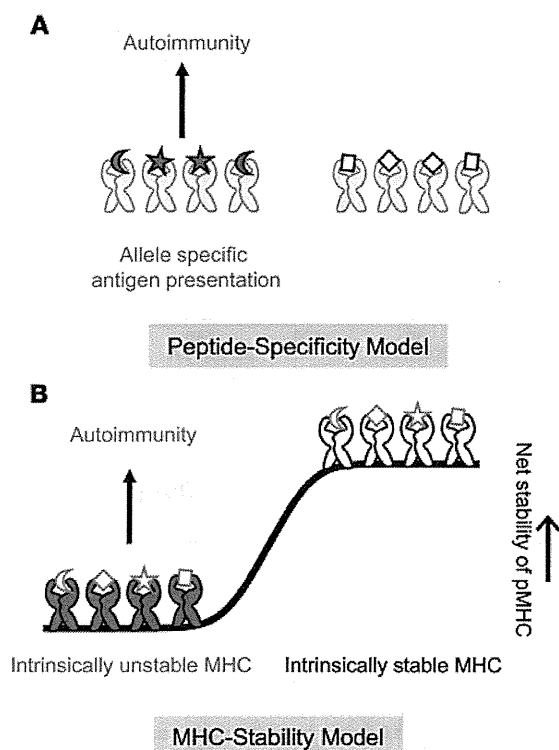 A
Autoimmunity
Allele specific
antigen presentation
Peptide-Specificity Model
B
Autoimmunity
Net stability of pMHC
Intrinsically unstable MHC
Intrinsically stable MHC
MHC-Stability Model